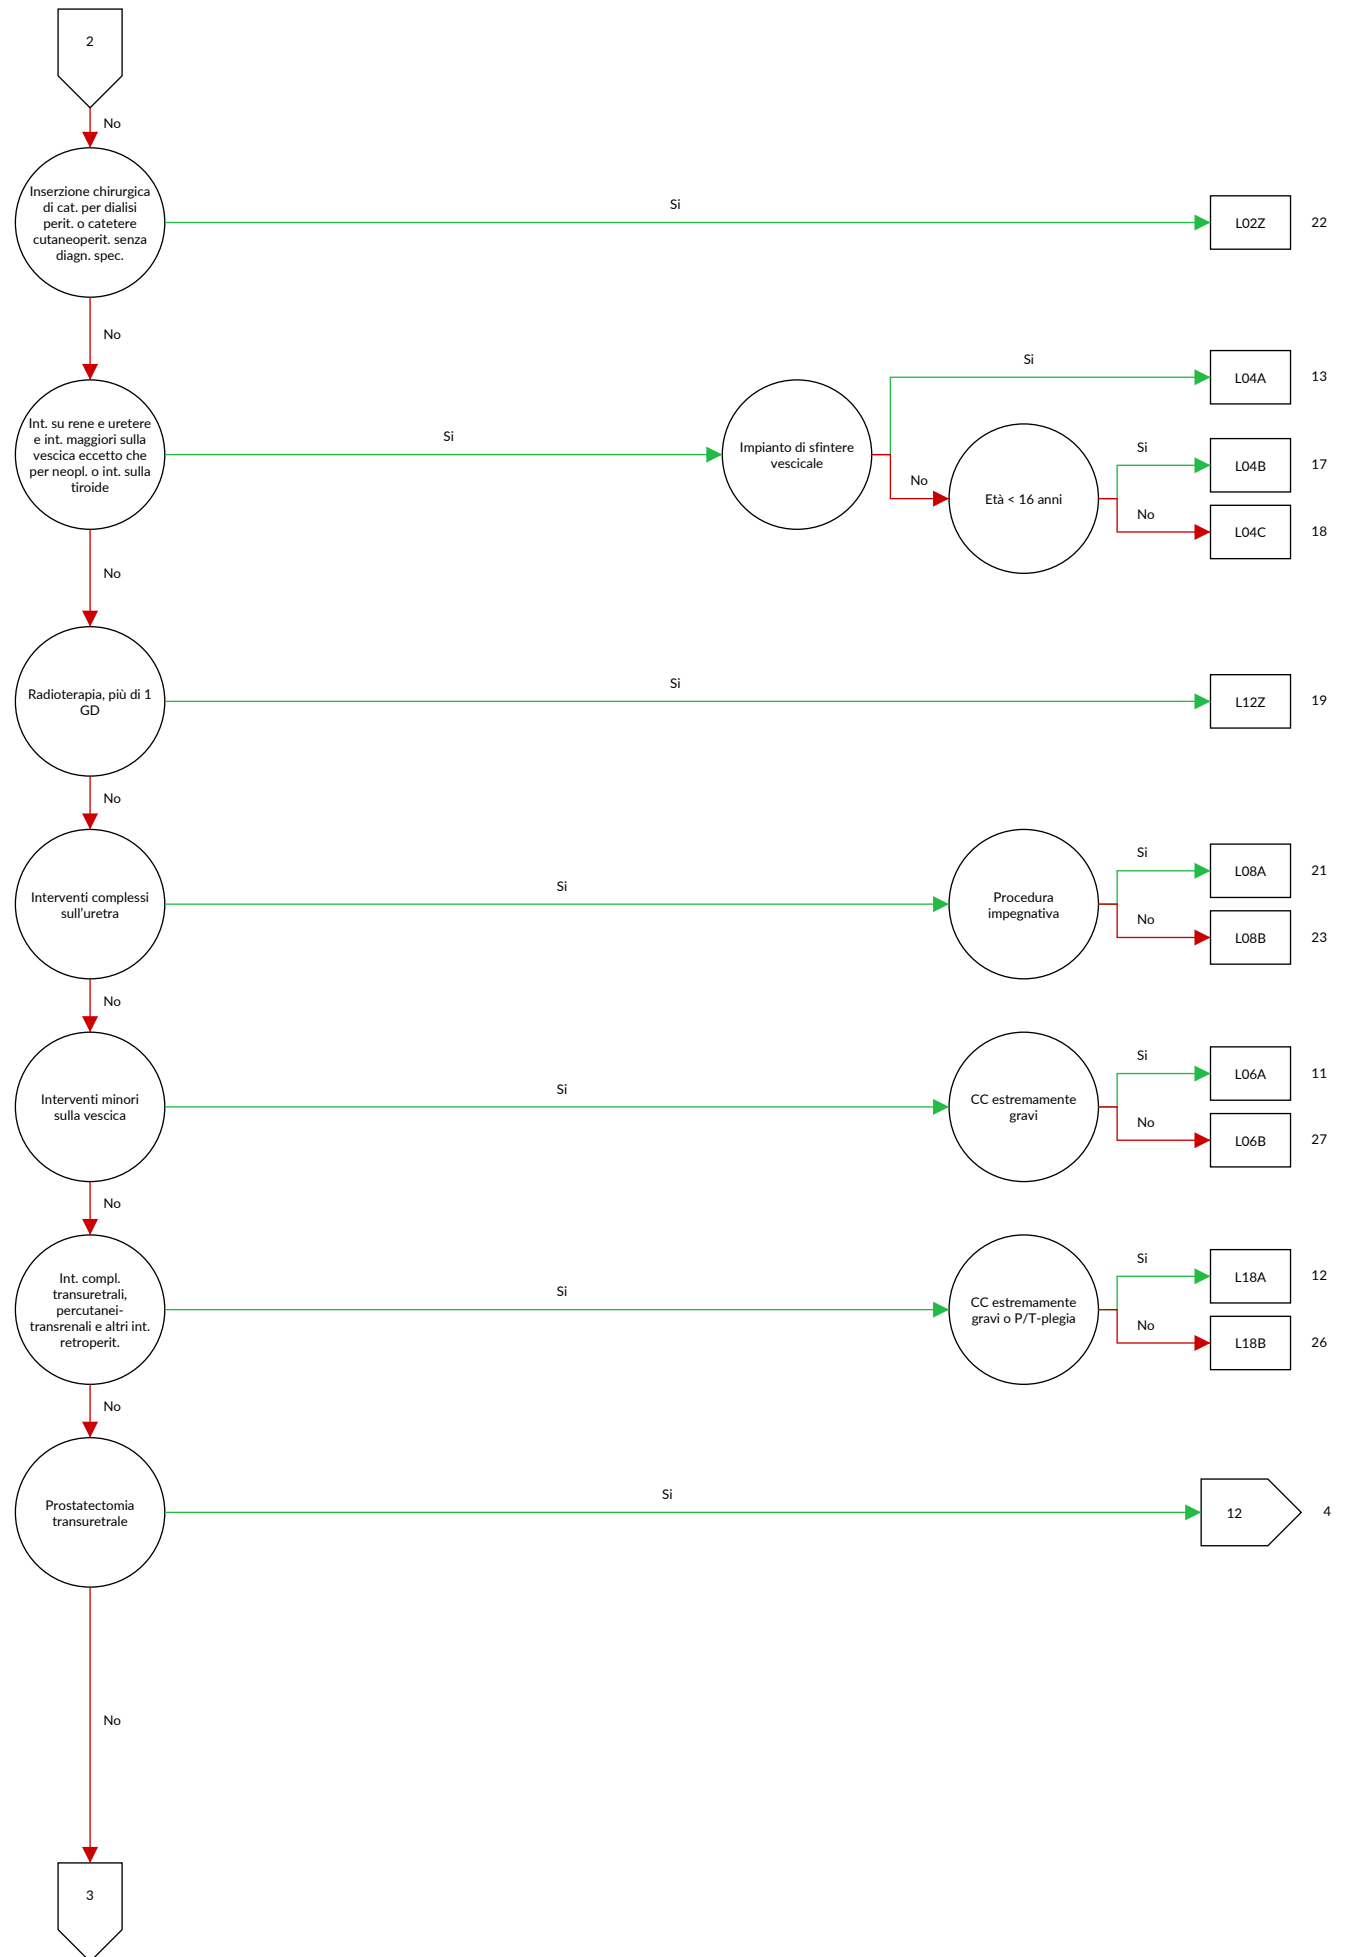 2
No
Inserzione chirurgica
di cat. per dialisi
perit. o catetere
cutaneoperit. senza
diagn. spec.
Si
L02Z
22
No
Int. su rene e uretere
e int. maggiori sulla
vescica eccetto che
per neopl. o int. sulla
tiroide
Si
Impianto di sfintere
vescicale
Si
L04A
13
No
Età < 16 anni
Si
L04B
17
No
L04C
18
No
Radioterapia, più di 1
GD
Si
L12Z
19
No
Interventi complessi
sull'uretra
Si
Procedura
impegnativa
Si
L08A
21
No
L08B
23
No
Interventi minori
sulla vescica
Si
CC estremamente
gravi
Si
L06A
11
No
L06B
27
No
Int. compl.
transuretrali,
percutanei-
transrenali e altri int.
retroperit.
Si
CC estremamente
gravi o P/T-plegia
Si
L18A
12
No
L18B
26
No
Prostatectomia
transuretrale
Si
12
4
No
3